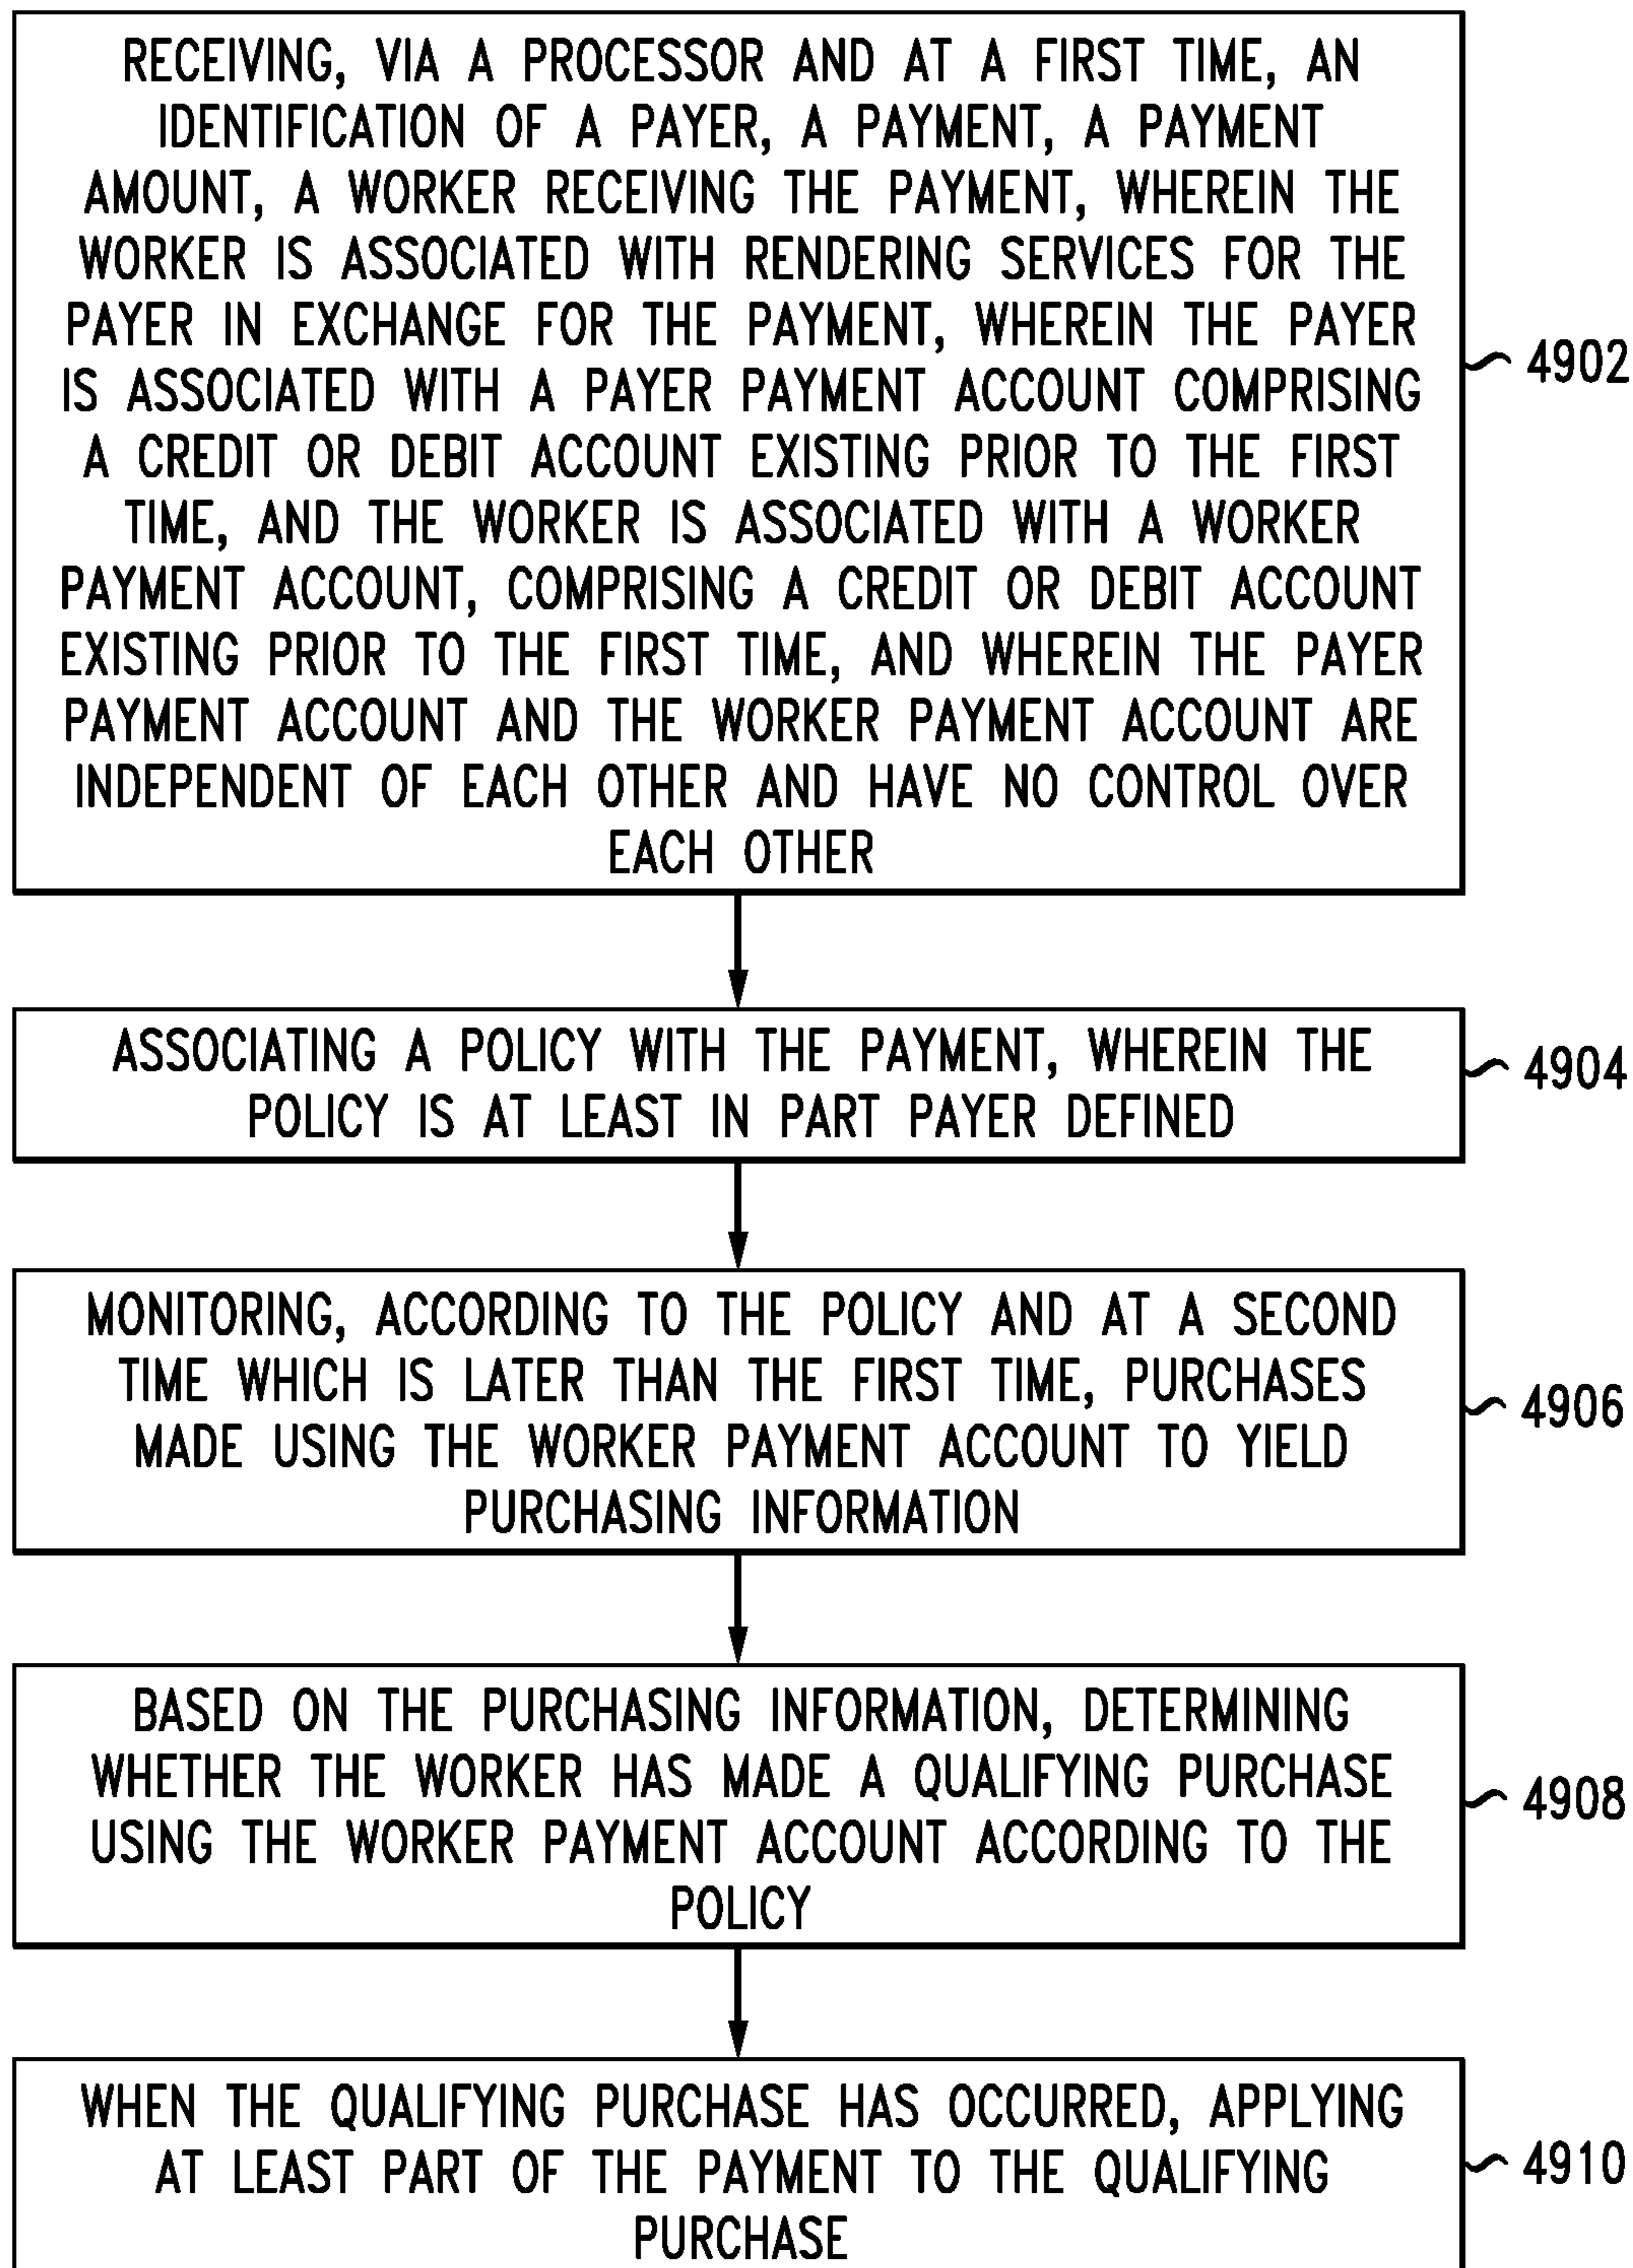 RECEIVING, VIA A PROCESSOR AND AT A FIRST TIME, AN
IDENTIFICATION OF A PAYER, A PAYMENT, A PAYMENT
AMOUNT, A WORKER RECEIVING THE PAYMENT, WHEREIN THE
WORKER IS ASSOCIATED WITH RENDERING SERVICES FOR THE
PAYER IN EXCHANGE FOR THE PAYMENT, WHEREIN THE PAYER
IS ASSOCIATED WITH A PAYER PAYMENT ACCOUNT COMPRISING
A CREDIT OR DEBIT ACCOUNT EXISTING PRIOR TO THE FIRST
TIME, AND THE WORKER IS ASSOCIATED WITH A WORKER
PAYMENT ACCOUNT, COMPRISING A CREDIT OR DEBIT ACCOUNT
EXISTING PRIOR TO THE FIRST TIME, AND WHEREIN THE PAYER
PAYMENT ACCOUNT AND THE WORKER PAYMENT ACCOUNT ARE
INDEPENDENT OF EACH OTHER AND HAVE NO CONTROL OVER
EACH OTHER
4902
ASSOCIATING A POLICY WITH THE PAYMENT, WHEREIN THE
POLICY IS AT LEAST IN PART PAYER DEFINED
4904
MONITORING, ACCORDING TO THE POLICY AND AT A SECOND
TIME WHICH IS LATER THAN THE FIRST TIME, PURCHASES
MADE USING THE WORKER PAYMENT ACCOUNT TO YIELD
PURCHASING INFORMATION
4906
BASED ON THE PURCHASING INFORMATION, DETERMINING
WHETHER THE WORKER HAS MADE A QUALIFYING PURCHASE
USING THE WORKER PAYMENT ACCOUNT ACCORDING TO THE
POLICY
4908
WHEN THE QUALIFYING PURCHASE HAS OCCURRED, APPLYING
AT LEAST PART OF THE PAYMENT TO THE QUALIFYING
PURCHASE
4910